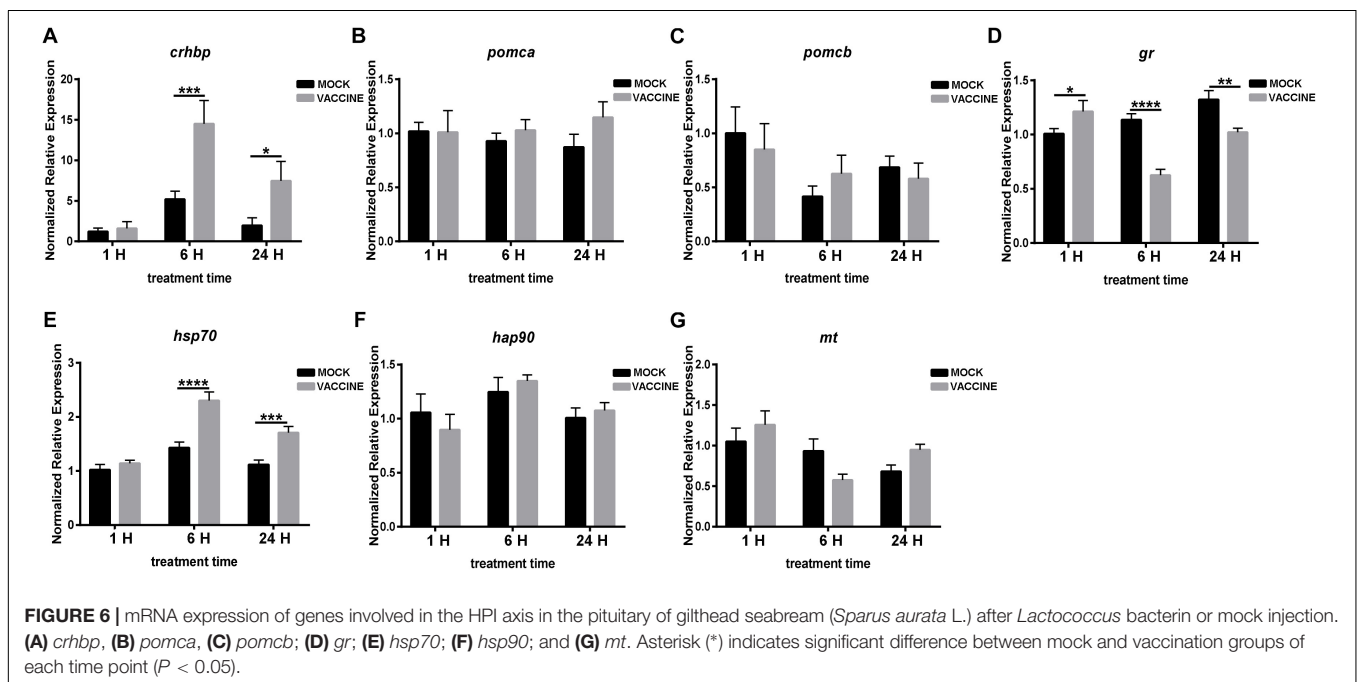 A
crhbp
Normalized Relative Expression
20
15
10
5
0
***
*
MOCK
VACCINE
1 H
6 H
24 H
treatment time
B
pomca
Normalized Relative Expression
1.5
1.0
0.5
0.0
MOCK
VACCINE
1 H
6 H
24 H
treatment time
C
pomcb
Normalized Relative Expression
1.5
1.0
0.5
0.0
MOCK
VACCINE
1 H
6 H
24 H
treatment time
D
gr
Normalized Relative Expression
1.5
1.0
0.5
0.0
*
****
**
MOCK
VACCINE
1 H
6 H
24 H
treatment time
E
hsp70
Normalized Relative Expression
3
2
1
0
****
***
MOCK
VACCINE
1 H
6 H
24 H
treatment time
F
hap90
Normalized Relative Expression
1.5
1.0
0.5
0.0
MOCK
VACCINE
1 H
6 H
24 H
treatment time
G
mt
Normalized Relative Expression
2.0
1.5
1.0
0.5
0.0
MOCK
VACCINE
1 H
6 H
24 H
treatment time
FIGURE 6 | mRNA expression of genes involved in the HPI axis in the pituitary of gilthead seabream (Sparus aurata L.) after Lactococcus bacterin or mock injection.
(A) crhbp, (B) pomca, (C) pomcb; (D) gr; (E) hsp70; (F) hsp90; and (G) mt. Asterisk (*) indicates significant difference between mock and vaccination groups of
each time point (P < 0.05).